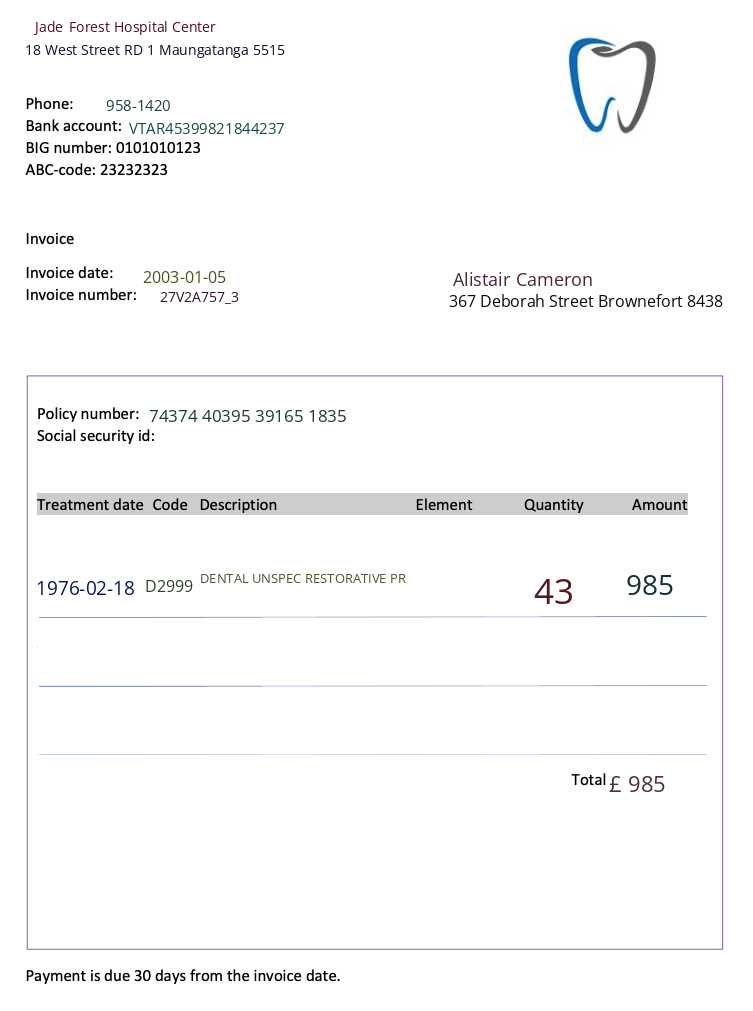 Jade Forest Hospital Center
18 West Street RD 1 Maungatanga 5515
Phone: 958-1420
Bank account: VTAR45399821844237
BIG number: 0101010123
ABC-code: 23232323
Invoice
Invoice date: 2003-01-05
Invoice number: 27V2A757_3
Alistair Cameron
367 Deborah Street Brownefort 8438
Policy number: 74374 40395 39165 1835
Social security id:
Treatment date Code Description Element Quantity Amount
1976-02-18 D2999 DENTAL UNSPEC RESTORATIVE PR 43 985
Total £ 985
Payment is due 30 days from the invoice date.